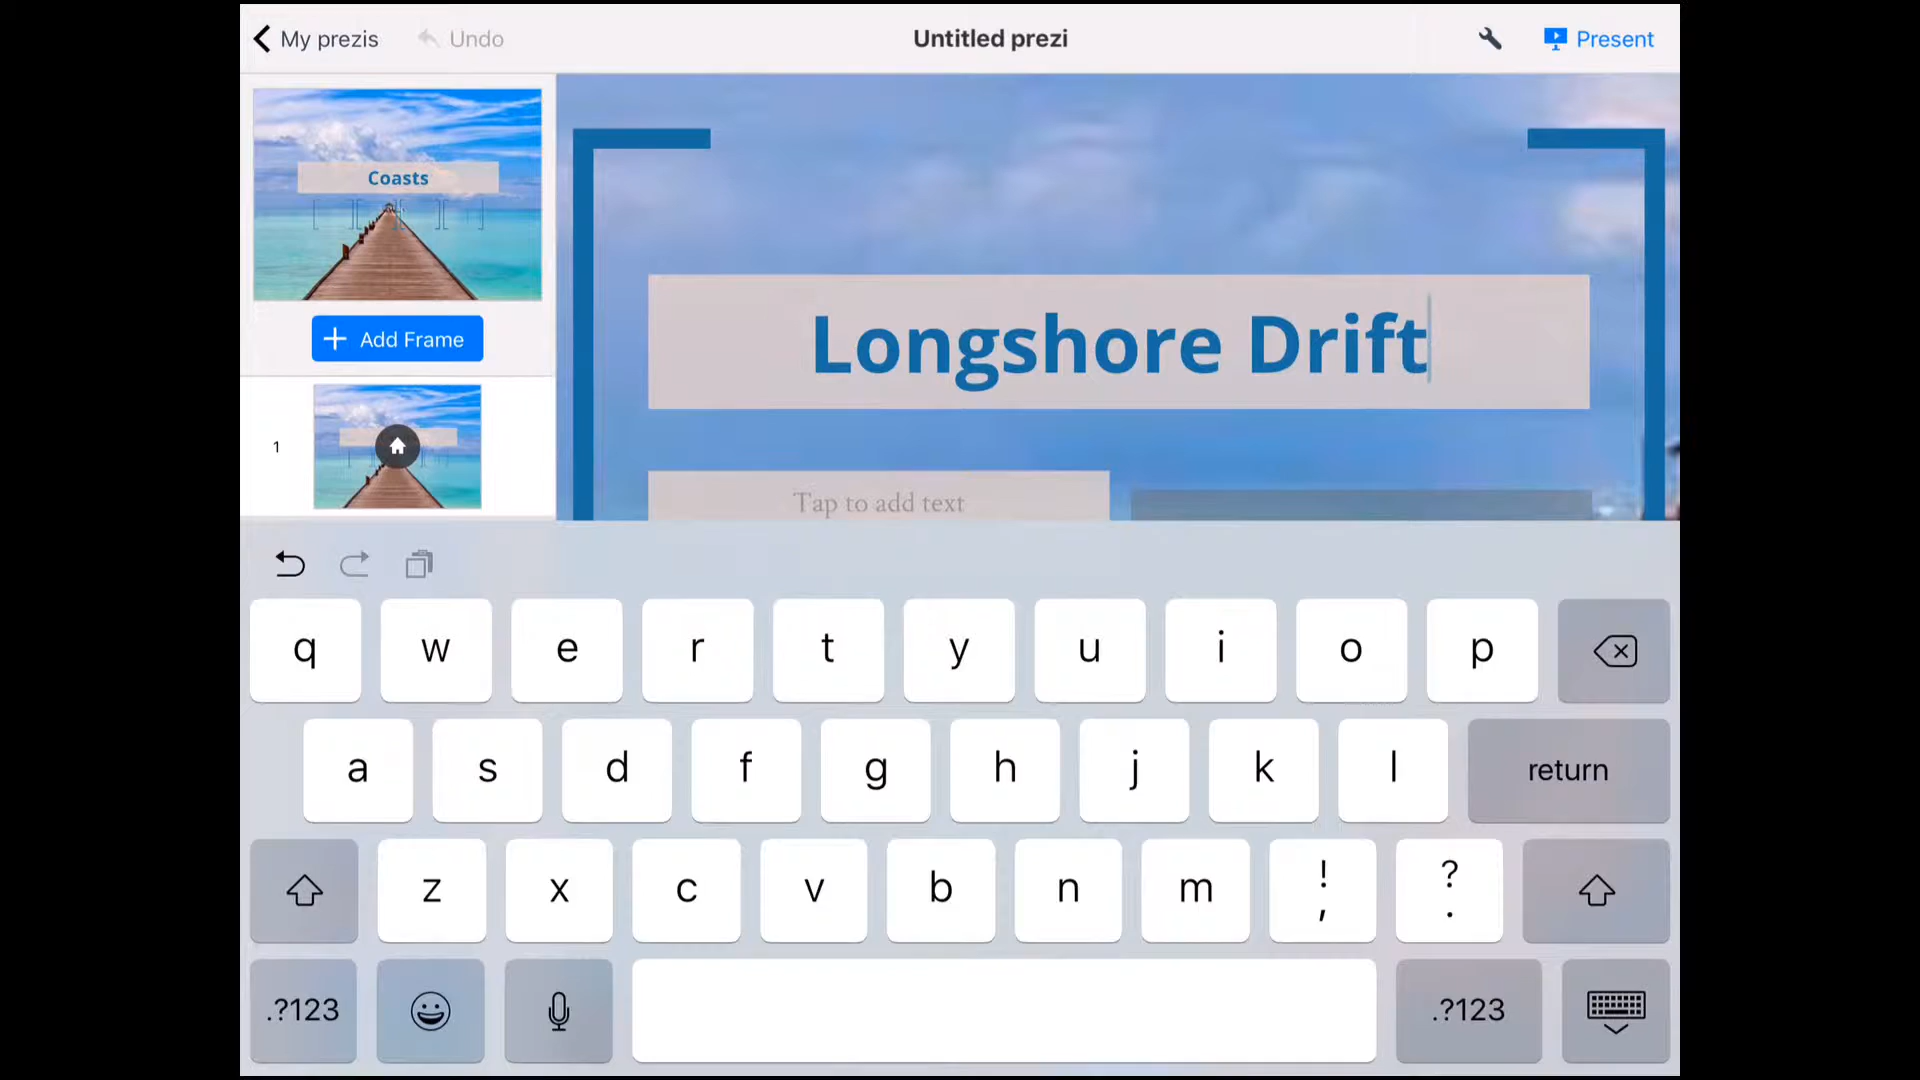 My prezis Undo Untitled prezi Present
Coasts
Add Frame
1
Longshore Drift
Tap to add text
q w e r t y u i o p
a s d f g h j k l return
z x c v b n m ! , ? .
.?123 .?123